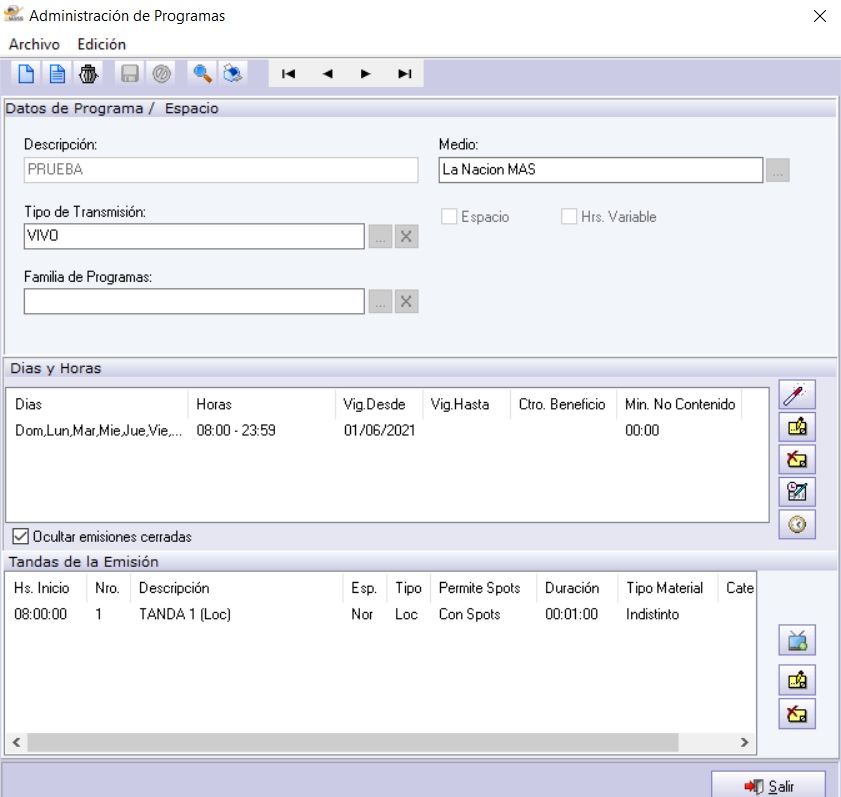 Administración de Programas
Archivo Edición
Datos de Programa / Espacio
Descripción: Medio:
PRUEBA La Nacion MAS ...
Tipo de Transmisión: Espacio Hrs. Variable
VIVO ...
Familia de Programas:
...
Dias y Horas
Dias Horas Vig.Desde Vig.Hasta Ctro. Beneficio Min. No Contenido
Dom,Lun,Mar,Mie,Jue,Vie,... 08:00 - 23:59 01/06/2021 00:00
Ocultar emisiones cerradas
Tandas de la Emisión
Hs. Inicio Nro. Descripción Esp. Tipo Permite Spots Duración Tipo Material Cate
08:00:00 1 TANDA 1 (Loc) Nor Loc Con Spots 00:01:00 Indistinto
Salir